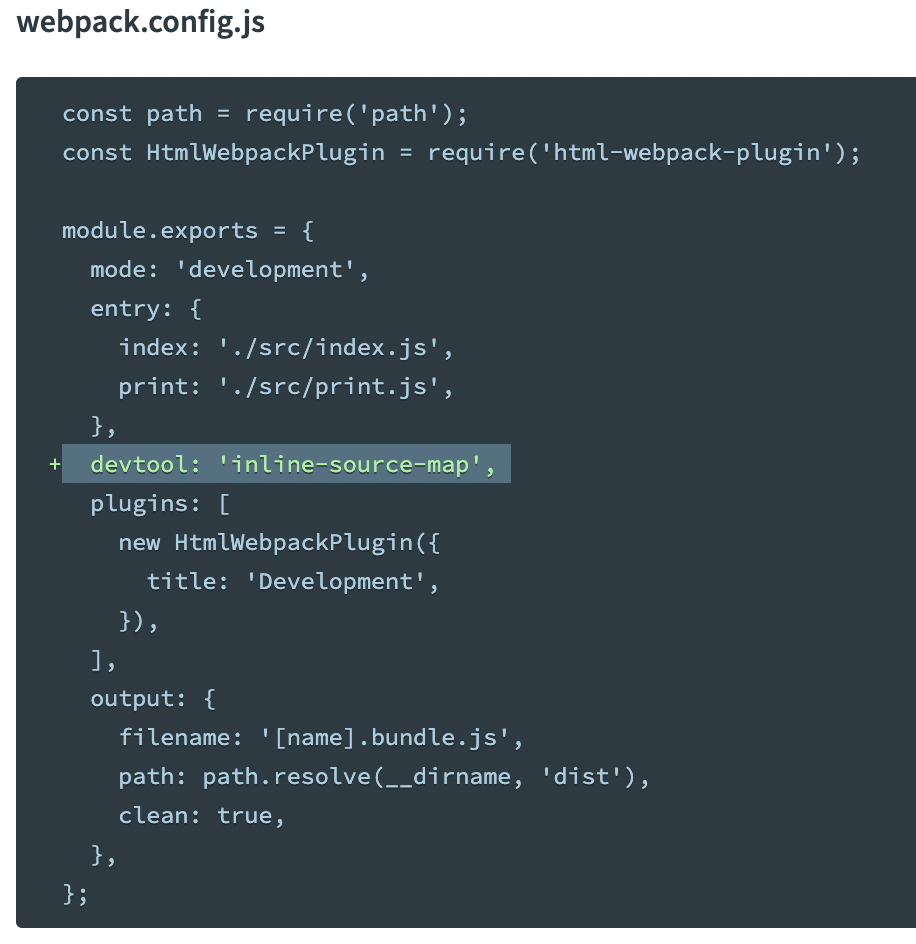 webpack.config.js
const path = require('path');
const HtmlWebpackPlugin = require('html-webpack-plugin');
module.exports = {
  mode: 'development',
  entry: {
    index: './src/index.js',
    print: './src/print.js',
  },
+  devtool: 'inline-source-map',
  plugins: [
    new HtmlWebpackPlugin({
      title: 'Development',
    }),
  ],
  output: {
    filename: '[name].bundle.js',
    path: path.resolve(__dirname, 'dist'),
    clean: true,
  },
};